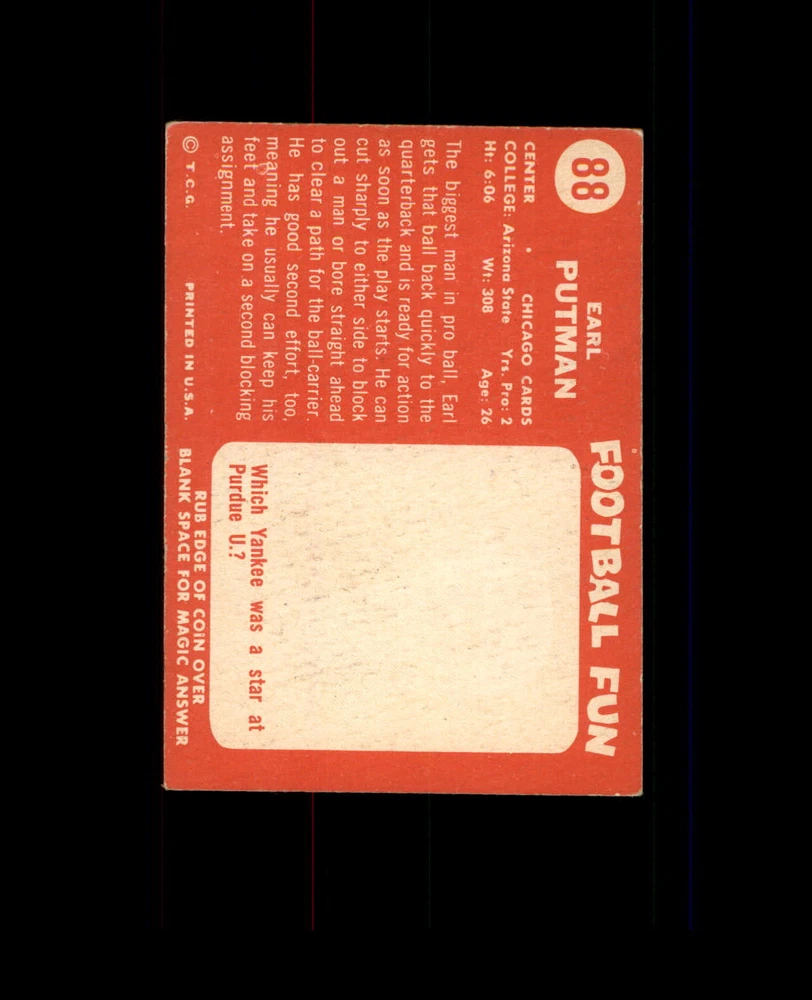 88
EARL
PUTMAN
CENTER • CHICAGO CARDS
COLLEGE: Arizona State Yrs. Pro: 2
Ht: 6:06 Wt: 308 Age: 26
The biggest man in pro ball, Earl
gets that ball back quickly to the
quarterback and is ready for action
as soon as the play starts. He can
cut sharply to either side to block
out a man or bore straight ahead
to clear a path for the ball-carrier.
He has good second effort, too,
meaning he usually can keep his
feet and take on a second blocking
assignment.
© T.C.G. PRINTED IN U.S.A.
FOOTBALL FUN
Which Yankee was a star at
Purdue U.?
RUB EDGE OF COIN OVER
BLANK SPACE FOR MAGIC ANSWER